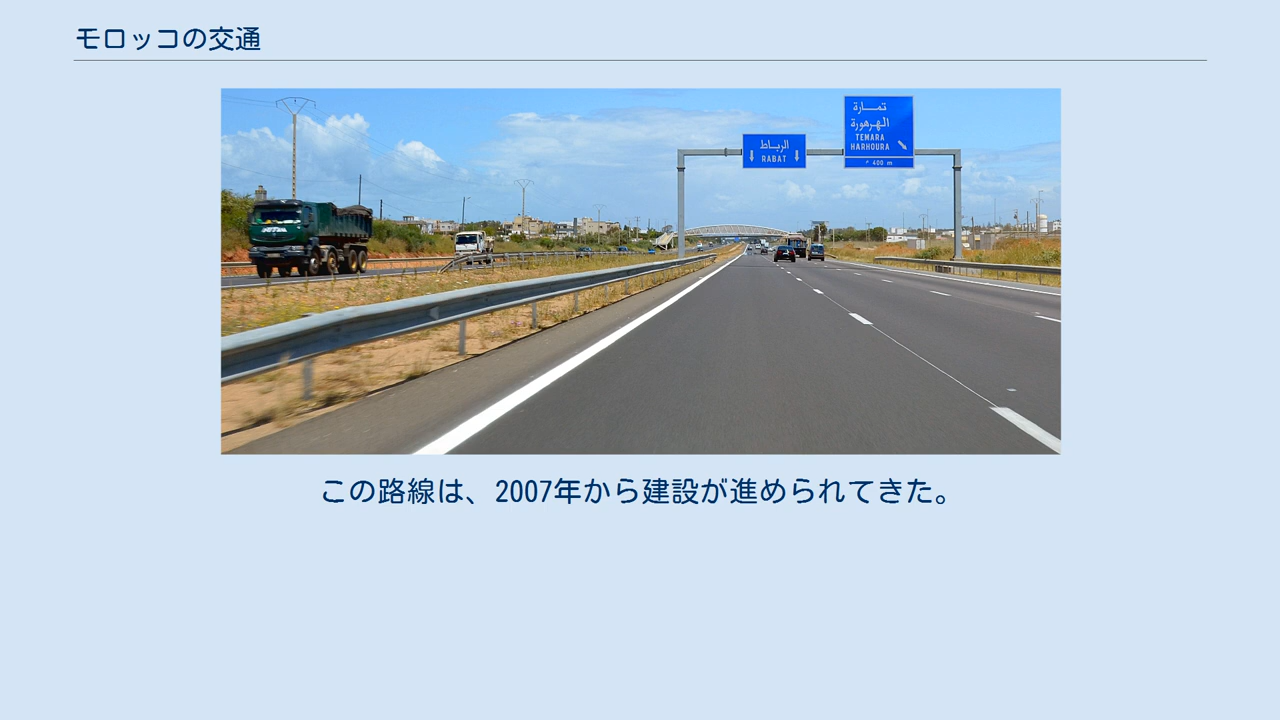 モロッコの交通
تمـــارة
الهرهورة
TEMARA
HARHOURA
400 m
الرباط
RABAT
この路線は、2007年から建設が進められてきた。